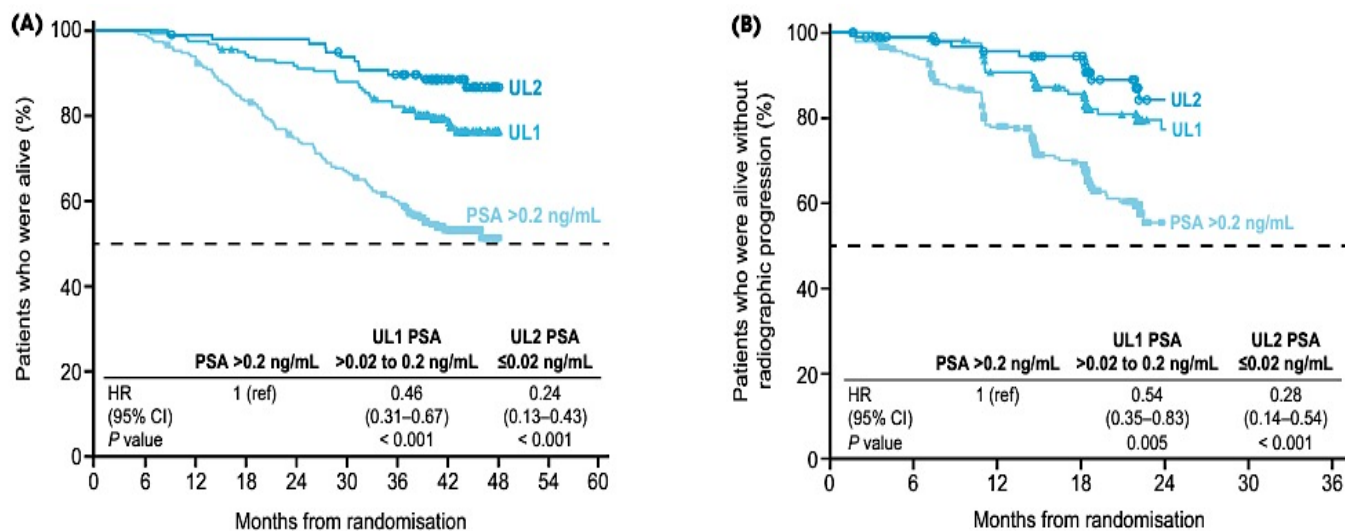 (A)
Patients who were alive (%)
100
80
60
40
20
0
UL2
UL1
PSA >0.2 ng/mL
PSA >0.2 ng/mL UL1 PSA >0.02 to 0.2 ng/mL UL2 PSA ≤0.02 ng/mL
HR 1 (ref) 0.46 0.24
(95% CI) (0.31–0.67) (0.13–0.43)
P value < 0.001 < 0.001
0 6 12 18 24 30 36 42 48 54 60
Months from randomisation
(B)
Patients who were alive without
radiographic progression (%)
100
80
60
40
20
0
UL2
UL1
PSA >0.2 ng/mL
PSA >0.2 ng/mL UL1 PSA >0.02 to 0.2 ng/mL UL2 PSA ≤0.02 ng/mL
HR 1 (ref) 0.54 0.28
(95% CI) (0.35–0.83) (0.14–0.54)
P value 0.005 < 0.001
0 6 12 18 24 30 36
Months from randomisation